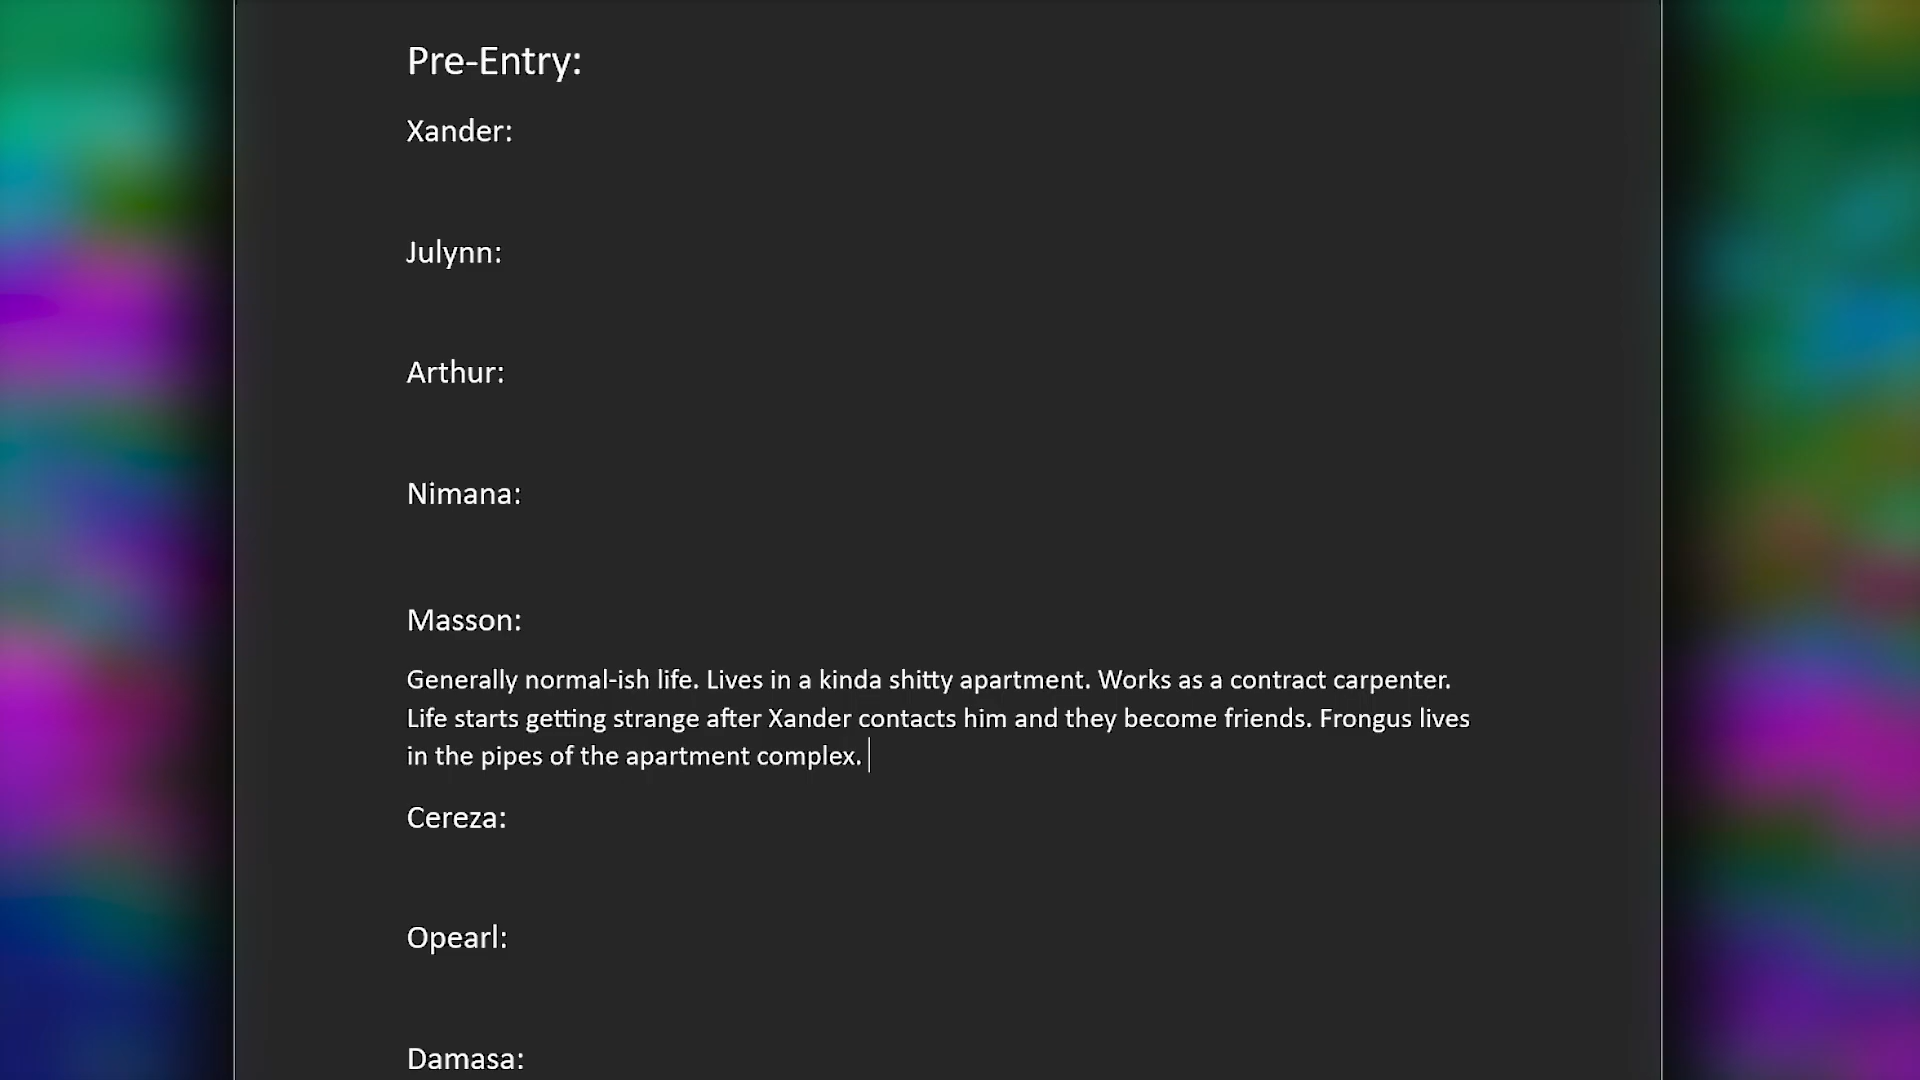 Pre-Entry:
Xander:
Julynn:
Arthur:
Nimana:
Masson:
Generally normal-ish life. Lives in a kinda shitty apartment. Works as a contract carpenter.
Life starts getting strange after Xander contacts him and they become friends. Frongus lives
in the pipes of the apartment complex.
Cereza:
Opearl:
Damasa: